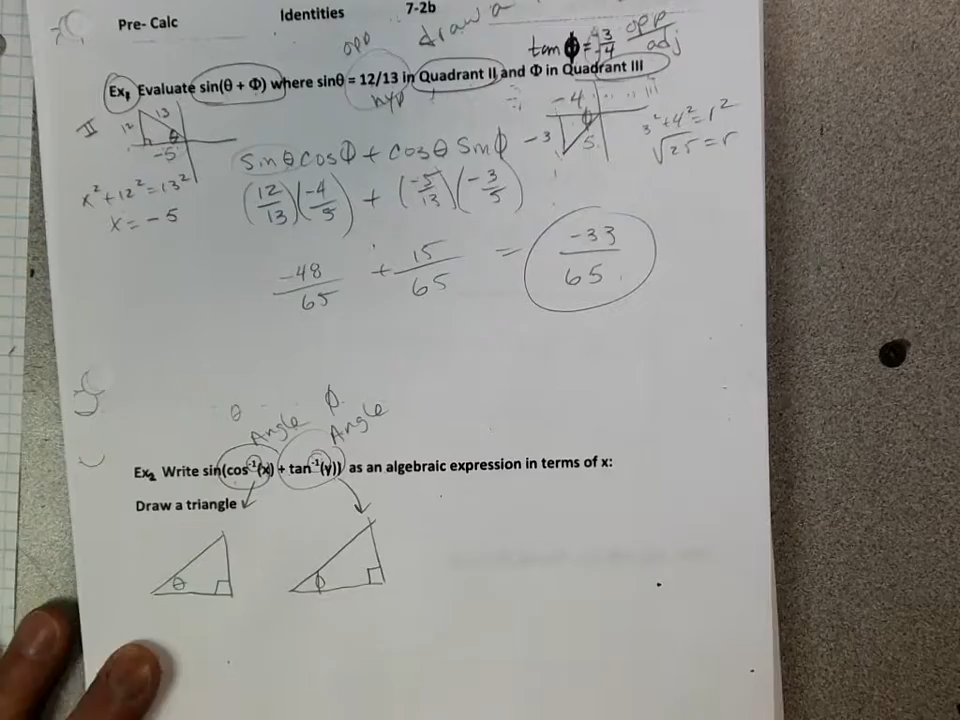 Pre- Calc Identities 7-2b
opp draw a
tan Φ = 3/4 opp/adj
Ex1 Evaluate sin(θ + Φ) where sinθ = 12/13 in Quadrant II and Φ in Quadrant III
hyp
II 12 13 θ -5
-4 -3 5 Φ
3² + 4² = r²
√25 = r
x² + 12² = 13²
x = -5
sinθ cosΦ + cosθ sinΦ
(12/13)(-4/5) + (-5/13)(-3/5)
-48/65 + 15/65 = -33/65
θ Φ
Angle Angle
Ex2 Write sin(cos⁻¹(x) + tan⁻¹(y)) as an algebraic expression in terms of x:
Draw a triangle
θ Φ